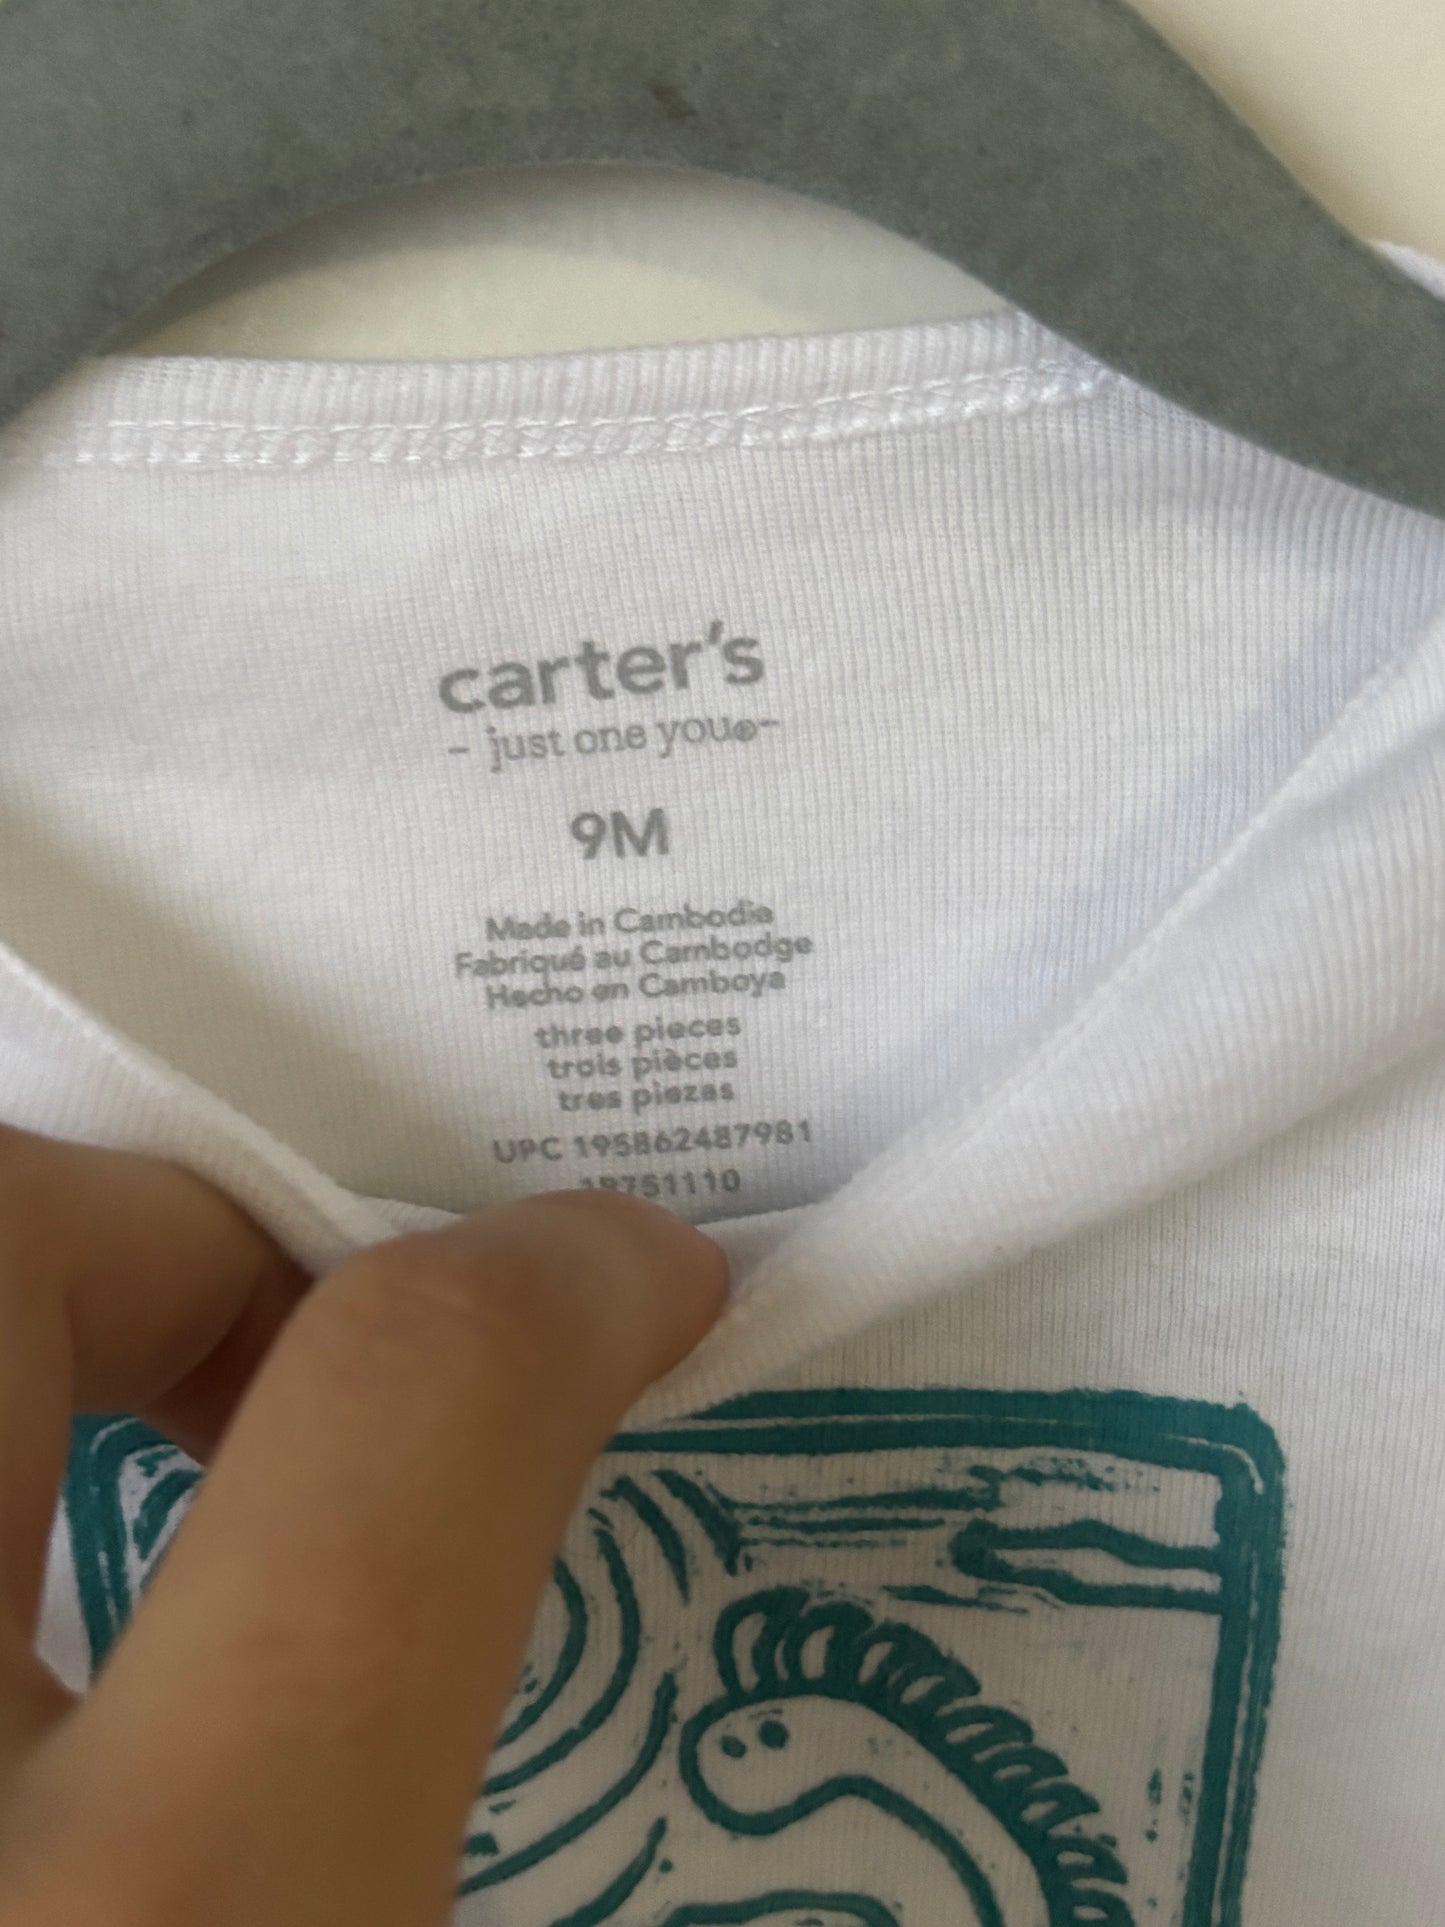 carter's
- just one you®-
9M
Made in Cambodia
Fabriqué au Cambodge
Hecho en Camboya
three pieces
trois pièces
tres piezas
UPC 195862487981